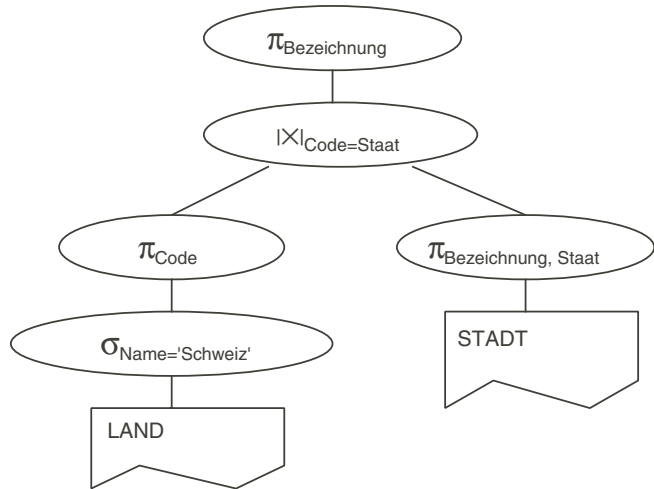 πBezeichnung
|×|Code=Staat
πCode
πBezeichnung, Staat
σName='Schweiz'
STADT
LAND